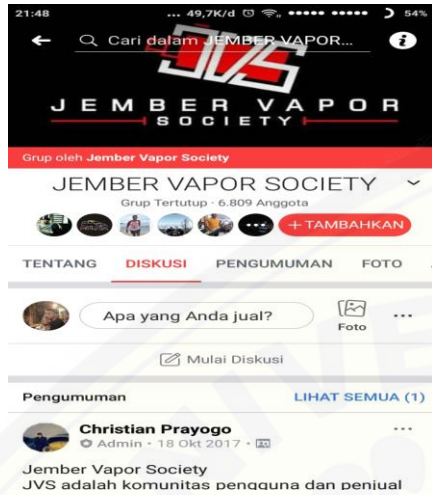 21:48 ... 49,7K/d 54%
Cari dalam JEMBER VAPOR...
JVS
JEMBER VAPOR
SOCIETY
Grup oleh Jember Vapor Society
JEMBER VAPOR SOCIETY
Grup Tertutup · 6.809 Anggota
+ TAMBAHKAN
TENTANG DISKUSI PENGUMUMAN FOTO
Apa yang Anda jual? Foto
Mulai Diskusi
Pengumuman LIHAT SEMUA (1)
Christian Prayogo
Admin · 18 Okt 2017
Jember Vapor Society
JVS adalah komunitas pengguna dan penjual